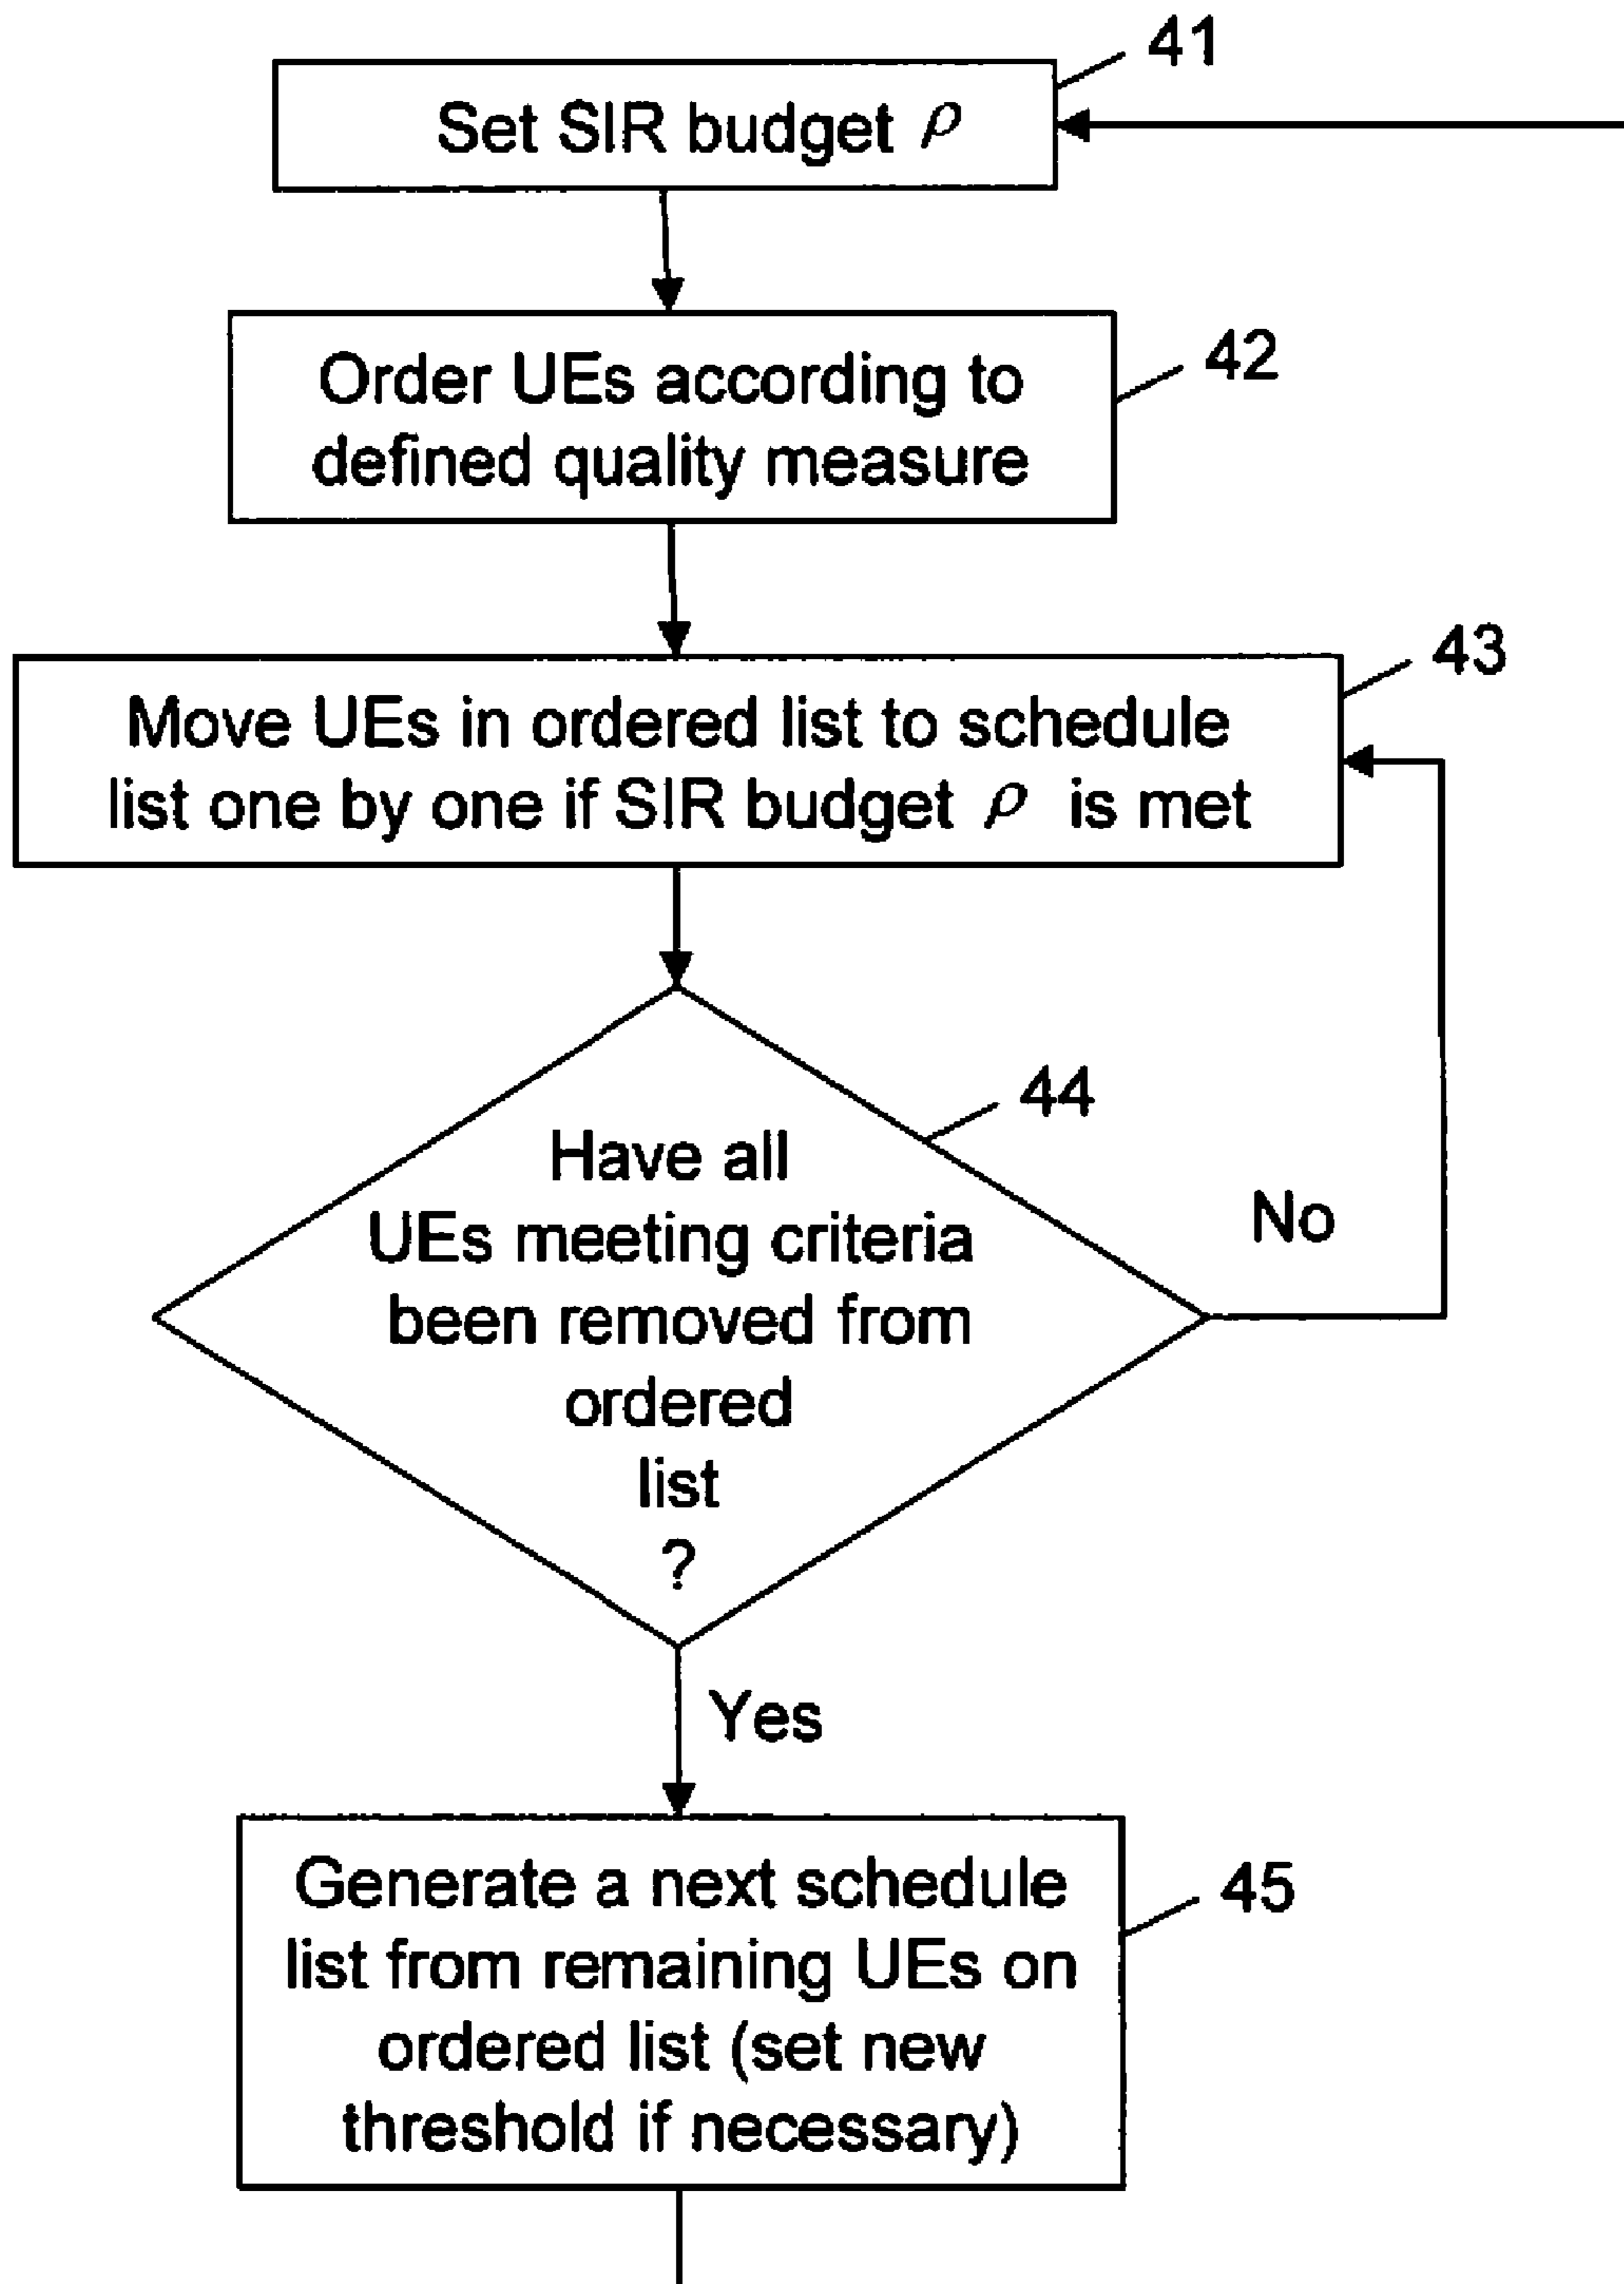 41
Set SIR budget ρ
42
Order UEs according to
defined quality measure
43
Move UEs in ordered list to schedule
list one by one if SIR budget ρ is met
44
Have all
UEs meeting criteria
been removed from
ordered
list
?
No
Yes
45
Generate a next schedule
list from remaining UEs on
ordered list (set new
threshold if necessary)